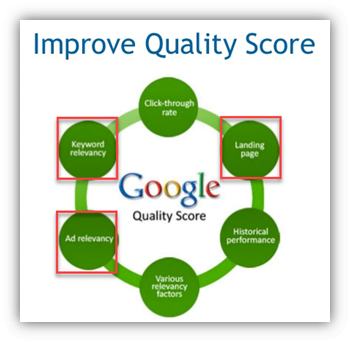 Improve Quality Score
Click-through
rate
Keyword
relevancy
Landing
page
Google
Quality Score
Ad relevancy
Historical
performance
Various
relevancy
factors